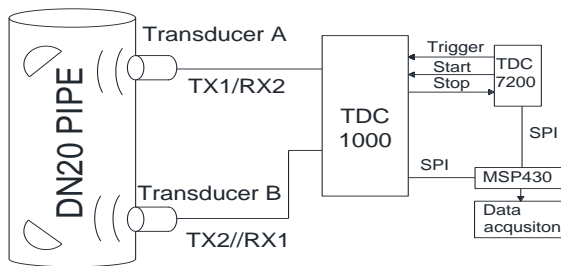 Transducer A
TX1/RX2
DN20 PIPE
Transducer B
TX2//RX1
TDC
1000
Trigger
Start
Stop
TDC
7200
SPI
SPI
MSP430
Data
acqusiton